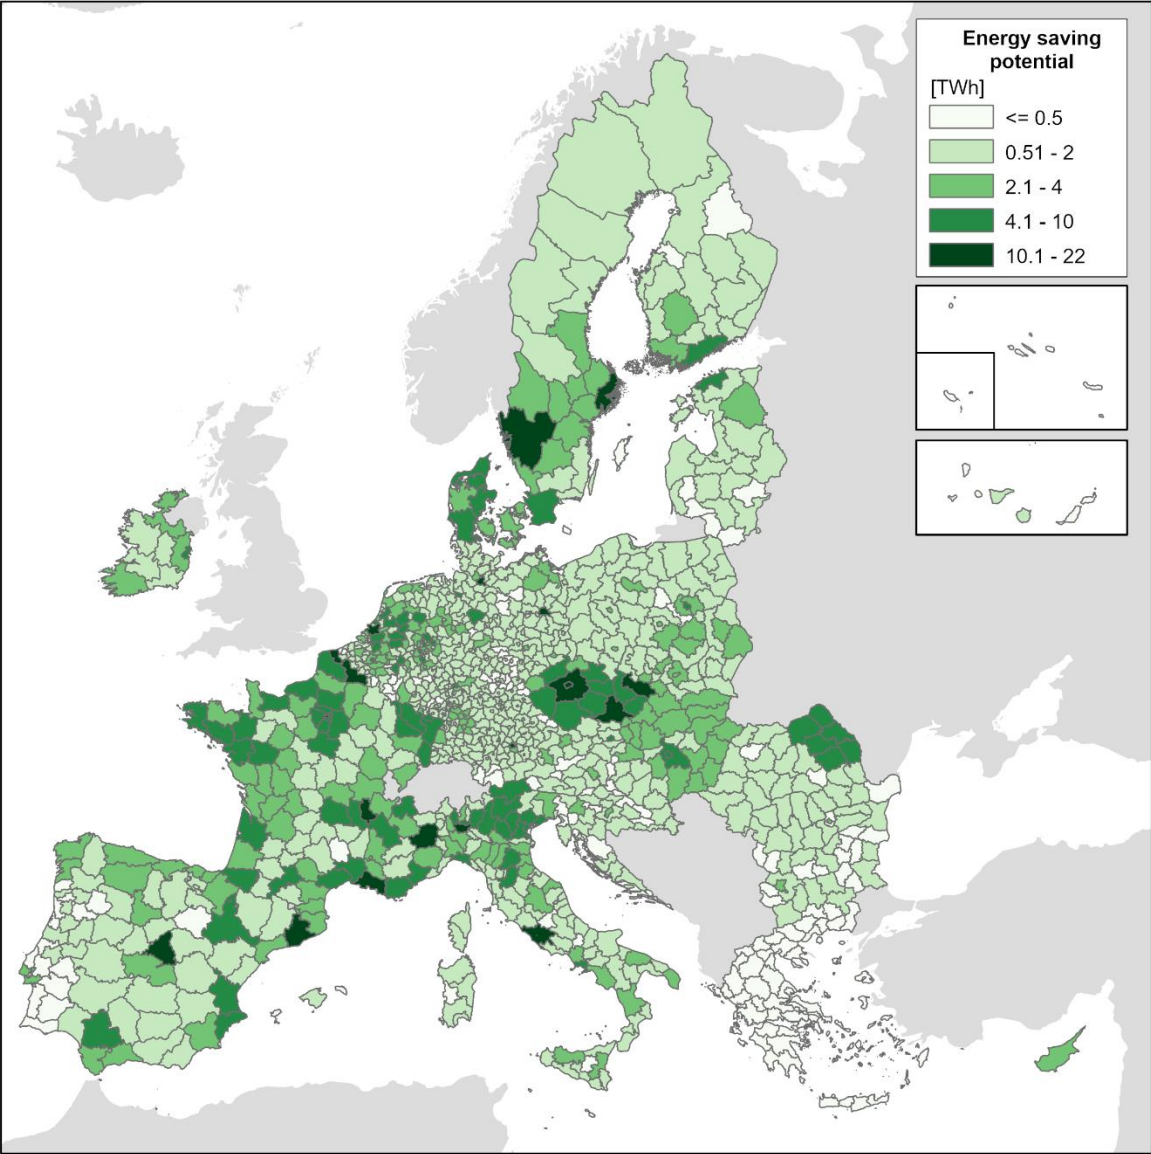 Energy saving
potential
[TWh]
<= 0.5
0.51 - 2
2.1 - 4
4.1 - 10
10.1 - 22